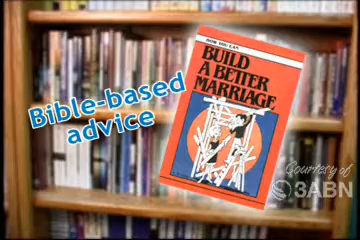 HOW YOU CAN
BUILD
A BETTER
MARRIAGE
Bible-based
advice
Courtesy of
3ABN